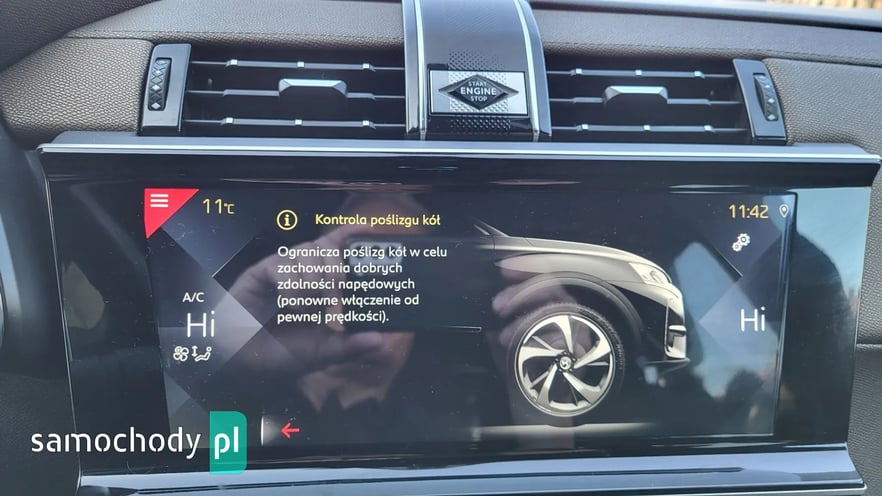 START
ENGINE
STOP
11°C
Kontrola poślizgu kół
11:42
Ogranicza poślizg kół w celu
zachowania dobrych
zdolności napędowych
(ponowne włączenie od
pewnej prędkości).
A/C
Hi
Hi
samochody pl